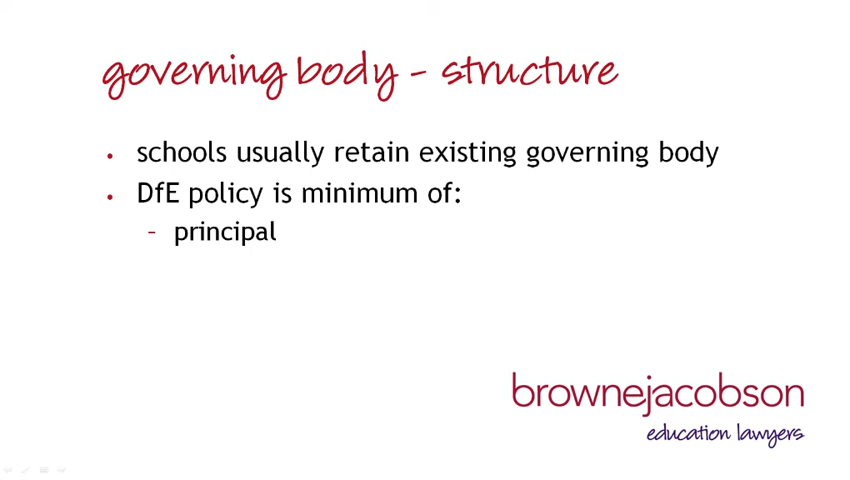 governing body - structure
• schools usually retain existing governing body
• DfE policy is minimum of:
– principal
brownejacobson
education lawyers